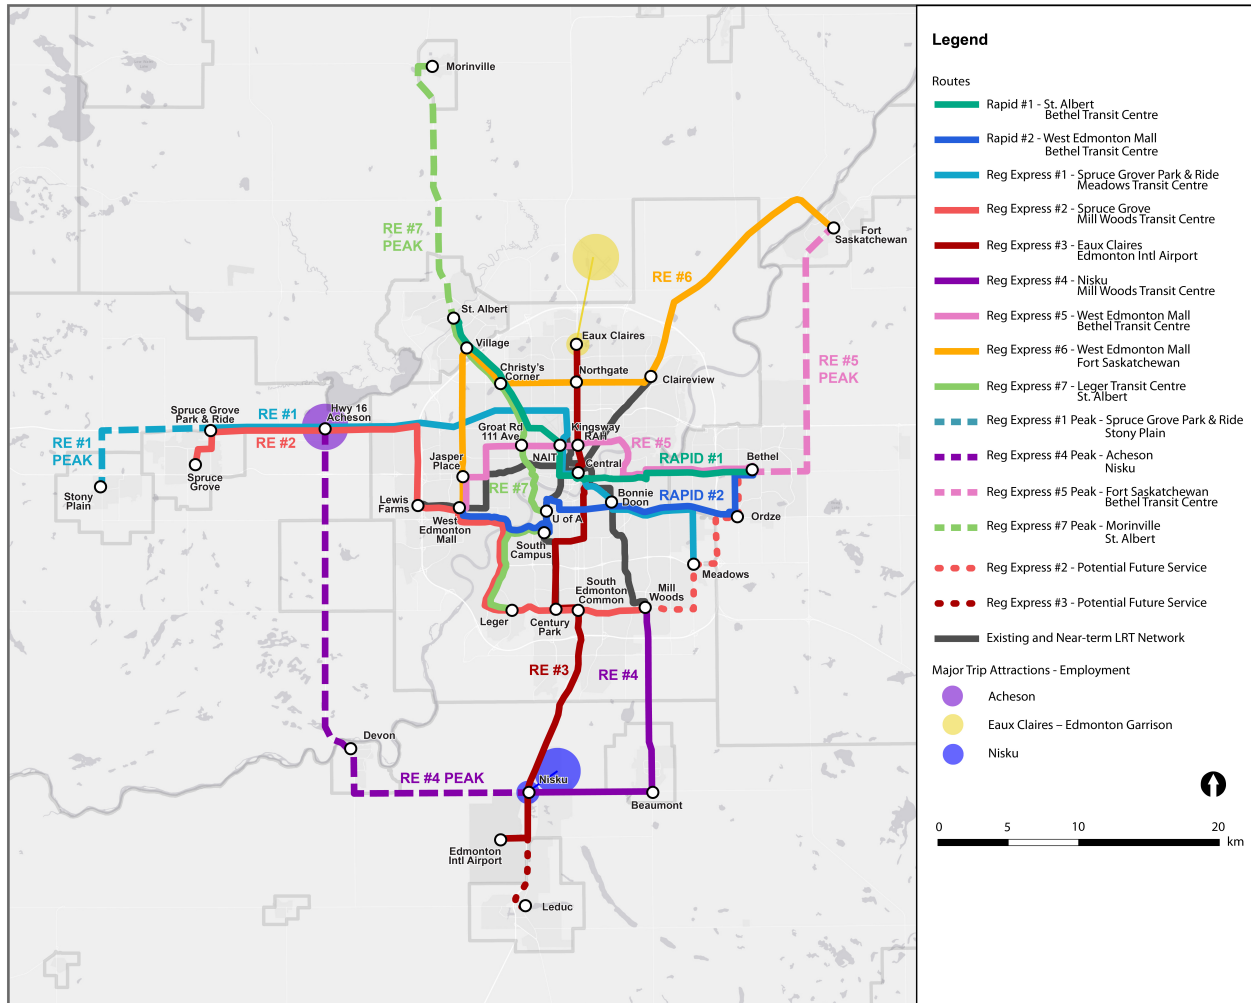 Morinville
RE #7
PEAK
Fort
Saskatchewan
RE #6
St. Albert
Village
Eaux Claires
Christy's
Corner
Northgate
Claireview
RE #5
PEAK
Spruce Grove
Park & Ride
RE #1
Hwy 16
Acheson
RE #2
RE #1
PEAK
Groat Rd
111 Ave
Kingsway
RAH
RE #5
NAIT
RAPID #1
Bethel
Jasper
Place
Central
Spruce
Grove
Stony
Plain
RE #7
Lewis
Farms
Bonnie
Doon
RAPID #2
Ordze
West
Edmonton
Mall
U of A
South
Campus
Meadows
South
Edmonton
Common
Mill
Woods
Leger
Century
Park
RE #3
RE #4
Devon
RE #4 PEAK
Nisku
Beaumont
Edmonton
Intl Airport
Leduc
Legend
Routes
Rapid #1 - St. Albert
Bethel Transit Centre
Rapid #2 - West Edmonton Mall
Bethel Transit Centre
Reg Express #1 - Spruce Grover Park & Ride
Meadows Transit Centre
Reg Express #2 - Spruce Grove
Mill Woods Transit Centre
Reg Express #3 - Eaux Claires
Edmonton Intl Airport
Reg Express #4 - Nisku
Mill Woods Transit Centre
Reg Express #5 - West Edmonton Mall
Bethel Transit Centre
Reg Express #6 - West Edmonton Mall
Fort Saskatchewan
Reg Express #7 - Leger Transit Centre
St. Albert
Reg Express #1 Peak - Spruce Grove Park & Ride
Stony Plain
Reg Express #4 Peak - Acheson
Nisku
Reg Express #5 Peak - Fort Saskatchewan
Bethel Transit Centre
Reg Express #7 Peak - Morinville
St. Albert
Reg Express #2 - Potential Future Service
Reg Express #3 - Potential Future Service
Existing and Near-term LRT Network
Major Trip Attractions - Employment
Acheson
Eaux Claires – Edmonton Garrison
Nisku
0 5 10 20
km